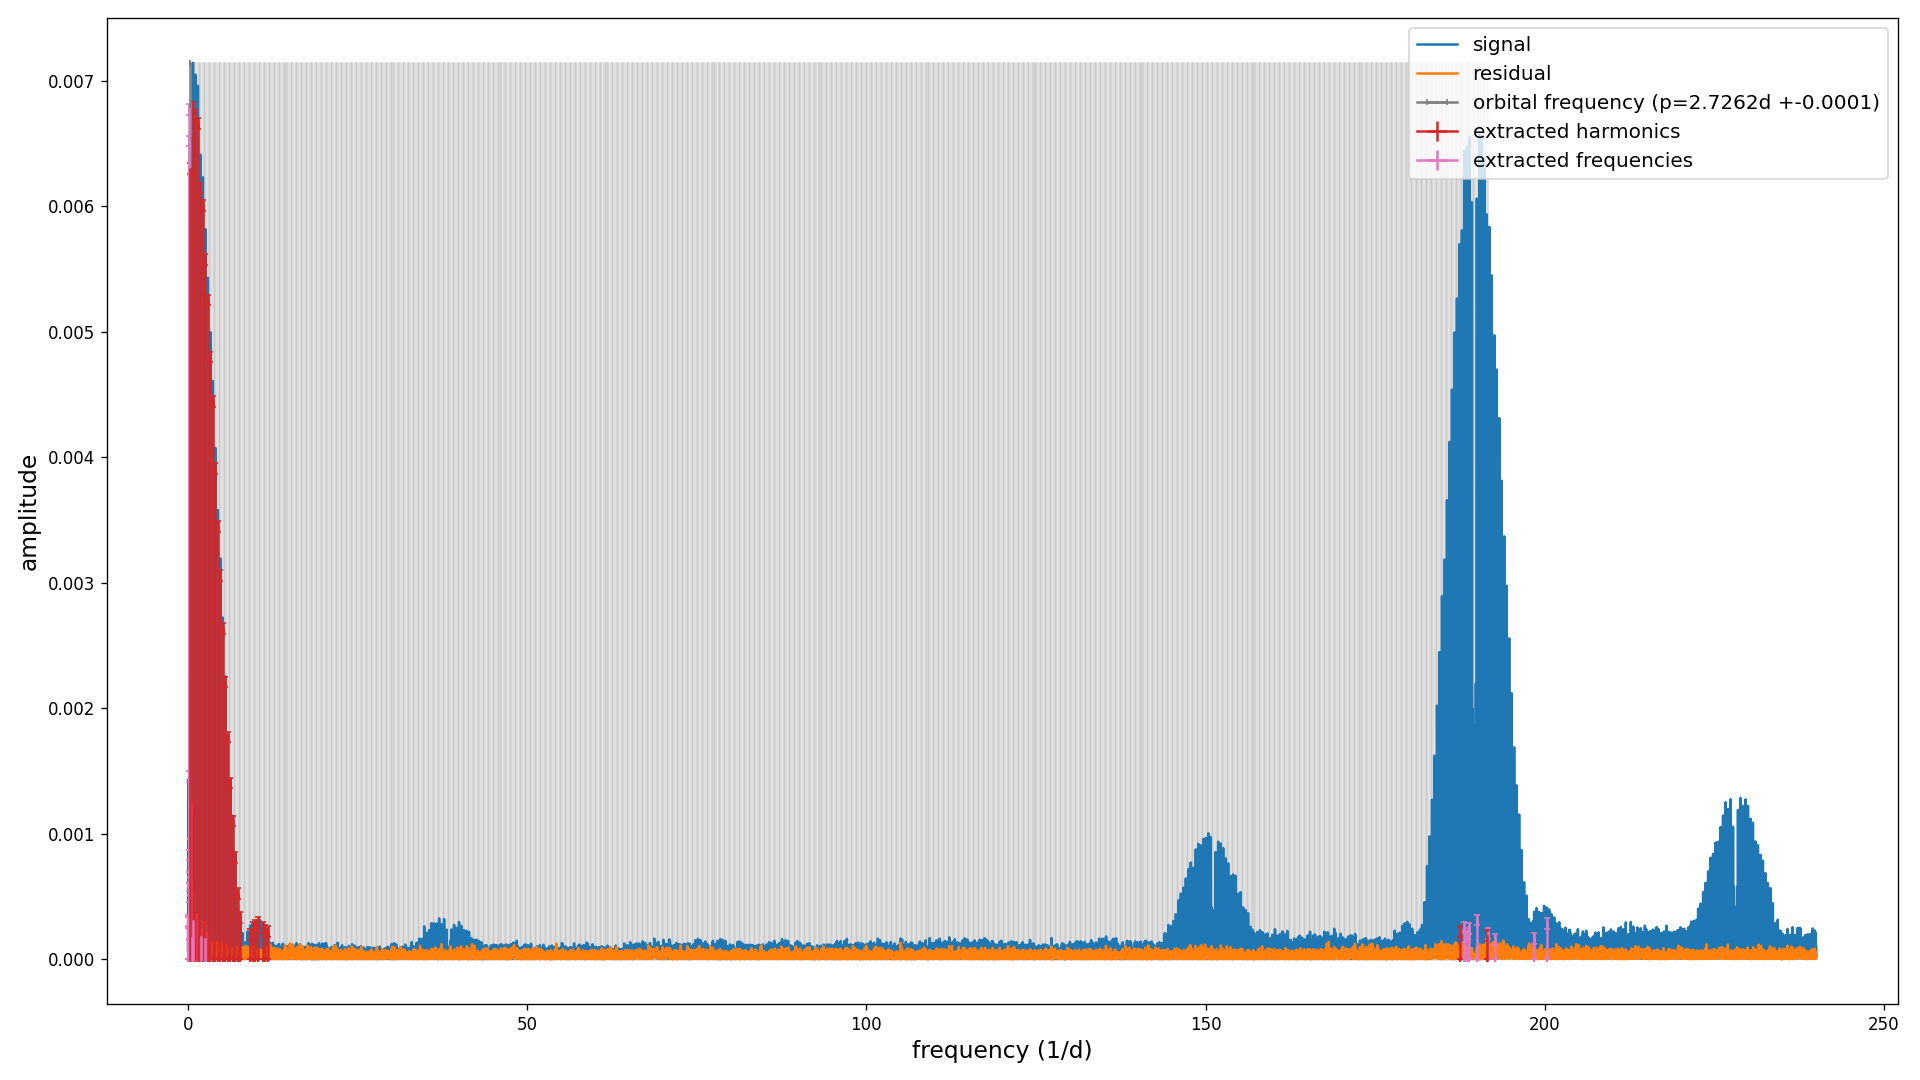 signal
residual
orbital frequency (p=2.7262d +-0.0001)
extracted harmonics
extracted frequencies
0.007
0.006
0.005
0.004
0.003
0.002
0.001
0.000
amplitude
0 50 100 150 200 250
frequency (1/d)